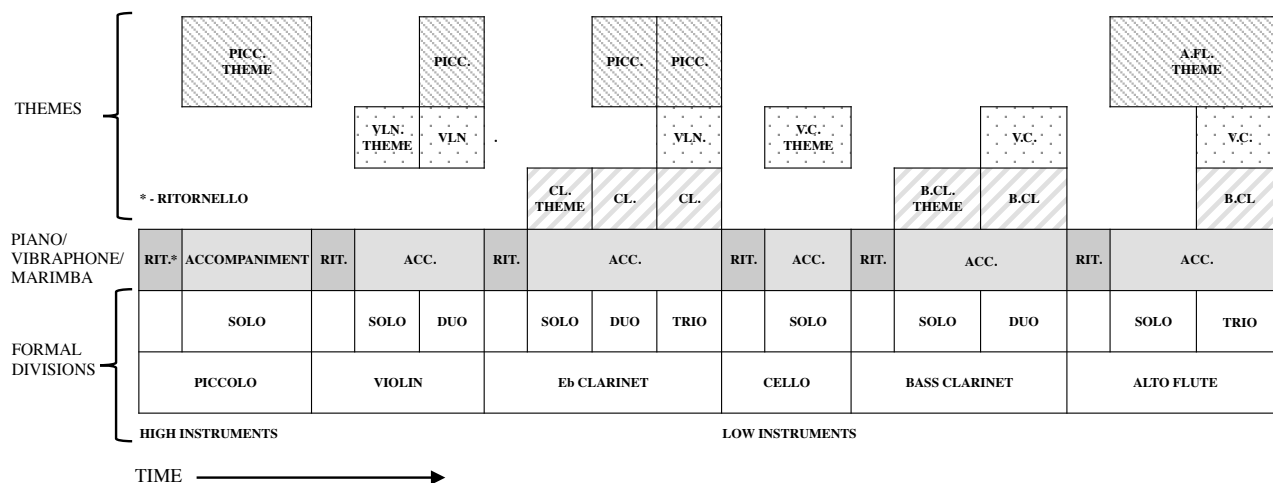 PICC.
THEME
PICC.
PICC.
PICC.
A.FL.
THEME
THEMES
VLN.
THEME
VLN
.
VLN.
V.C.
THEME
V.C.
V.C.
* - RITORNELLO
CL.
THEME
CL.
CL.
B.CL.
THEME
B.CL
B.CL
PIANO/
VIBRAPHONE/
MARIMBA
RIT.*
ACCOMPANIMENT
RIT.
ACC.
RIT.
ACC.
RIT.
ACC.
RIT.
ACC.
RIT.
ACC.
SOLO
SOLO
DUO
SOLO
DUO
TRIO
SOLO
SOLO
DUO
SOLO
TRIO
FORMAL
DIVISIONS
PICCOLO
VIOLIN
Eb CLARINET
CELLO
BASS CLARINET
ALTO FLUTE
HIGH INSTRUMENTS
LOW INSTRUMENTS
TIME